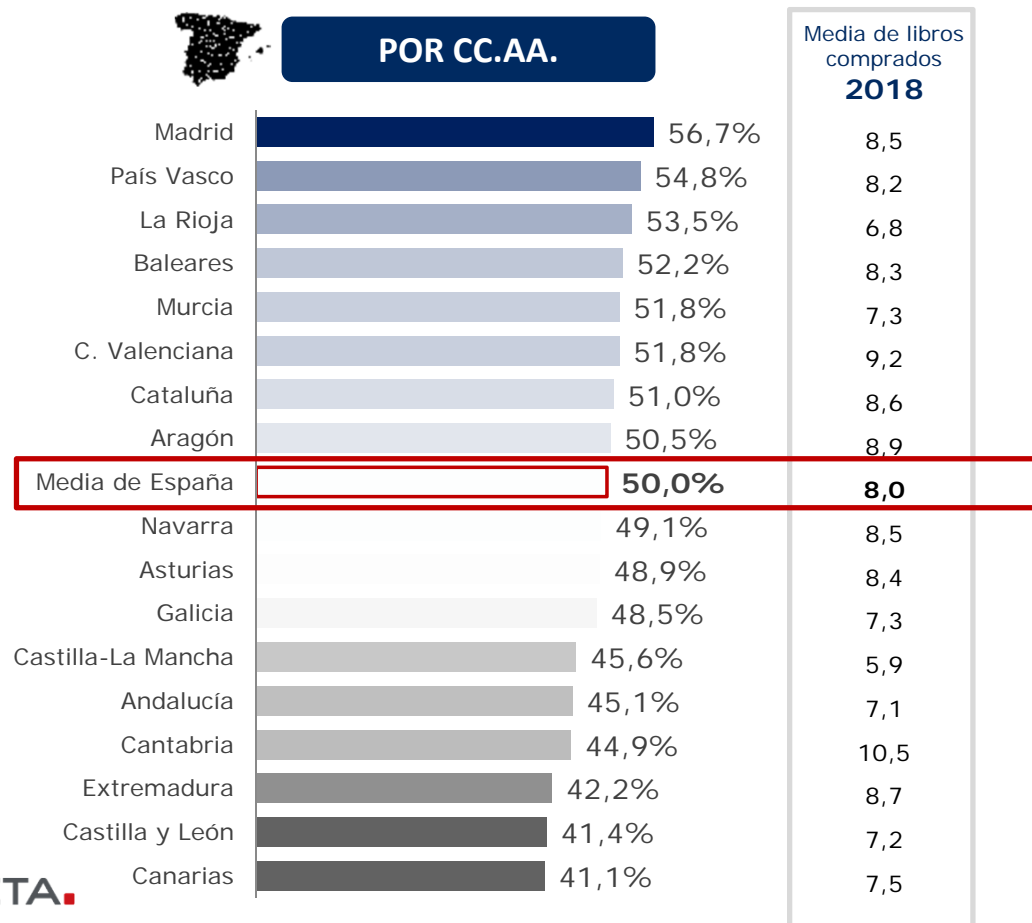 POR CC.AA.
Media de libros
comprados
2018
Madrid 56,7% 8,5
País Vasco 54,8% 8,2
La Rioja 53,5% 6,8
Baleares 52,2% 8,3
Murcia 51,8% 7,3
C. Valenciana 51,8% 9,2
Cataluña 51,0% 8,6
Aragón 50,5% 8,9
Media de España 50,0% 8,0
Navarra 49,1% 8,5
Asturias 48,9% 8,4
Galicia 48,5% 7,3
Castilla-La Mancha 45,6% 5,9
Andalucía 45,1% 7,1
Cantabria 44,9% 10,5
Extremadura 42,2% 8,7
Castilla y León 41,4% 7,2
Canarias 41,1% 7,5
TA.